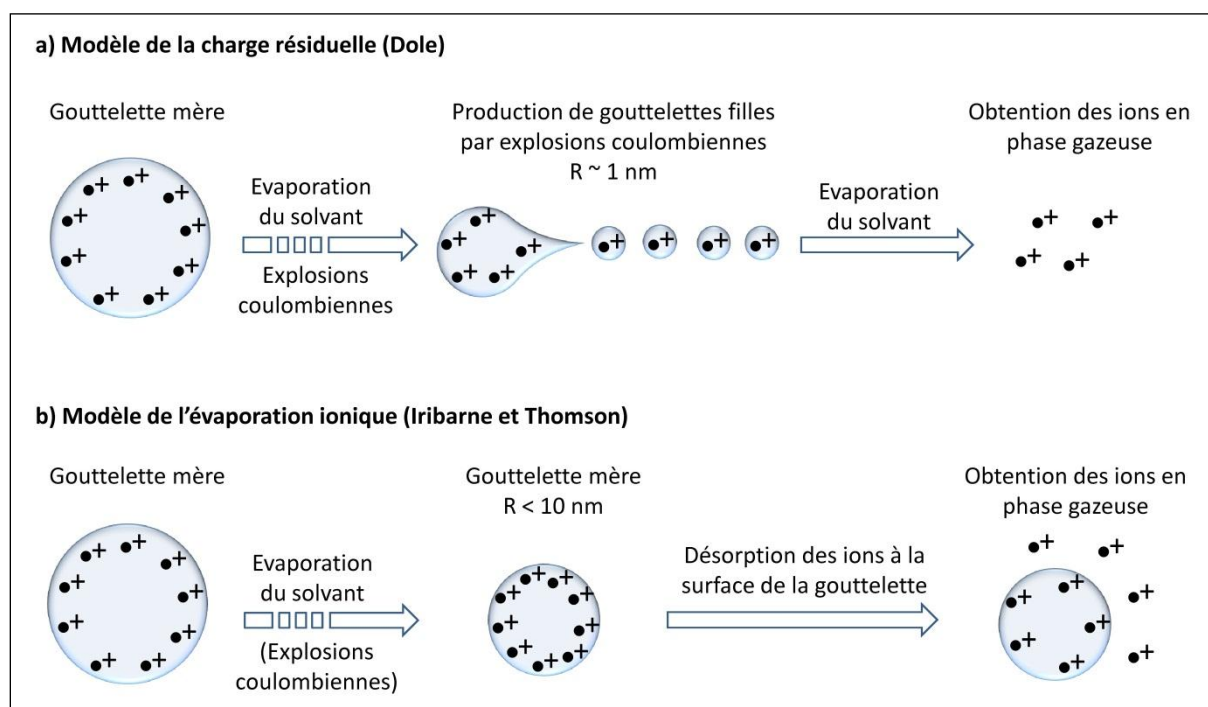 a) Modèle de la charge résiduelle (Dole)
Gouttelette mère
Evaporation
du solvant
Explosions
coulombiennes
Production de gouttelettes filles
par explosions coulombiennes
R ~ 1 nm
Evaporation
du solvant
Obtention des ions en
phase gazeuse
b) Modèle de l'évaporation ionique (Iribarne et Thomson)
Gouttelette mère
Evaporation
du solvant
(Explosions
coulombiennes)
Gouttelette mère
R < 10 nm
Désorption des ions à la
surface de la gouttelette
Obtention des ions en
phase gazeuse